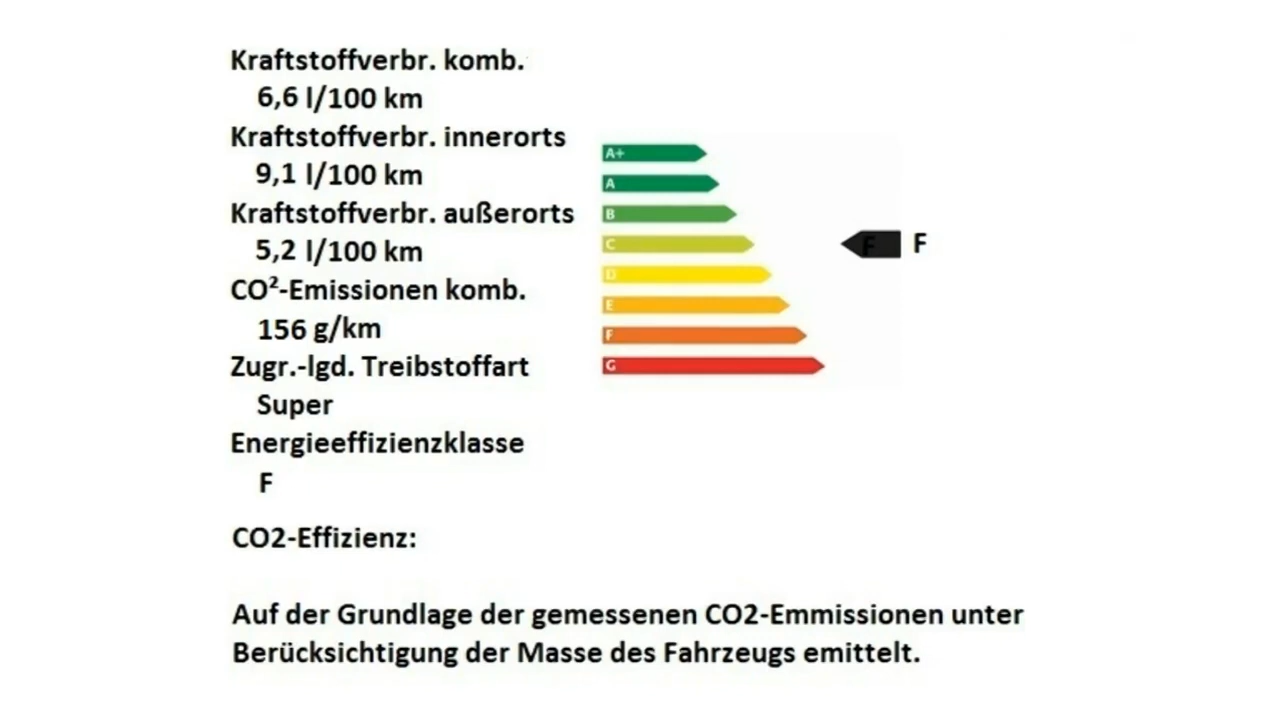 Kraftstoffverbr. komb.
6,6 l/100 km
Kraftstoffverbr. innerorts
9,1 l/100 km
Kraftstoffverbr. außerorts
5,2 l/100 km
CO²-Emissionen komb.
156 g/km
Zugr.-lgd. Treibstoffart
Super
Energieeffizienzklasse
F
A+
A
B
C
D
E
F
G
F F
CO2-Effizienz:
Auf der Grundlage der gemessenen CO2-Emmissionen unter
Berücksichtigung der Masse des Fahrzeugs emittelt.